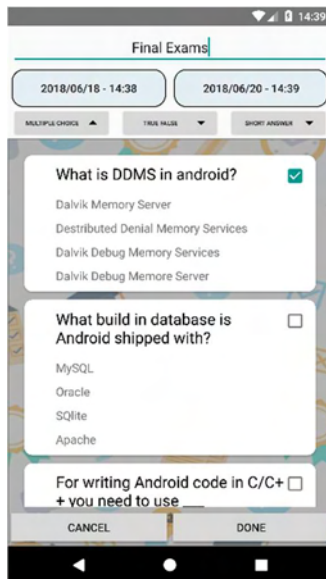 14:39
Final Exams
2018/06/18 - 14:38
2018/06/20 - 14:39
MULTIPLE CHOICE
TRUE FALSE
SHORT ANSWER
What is DDMS in android?
Dalvik Memory Server
Destributed Denial Memory Services
Dalvik Debug Memory Services
Dalvik Debug Memore Server
What build in database is
Android shipped with?
MySQL
Oracle
SQlite
Apache
For writing Android code in C/C+
+ you need to use ___
CANCEL
DONE